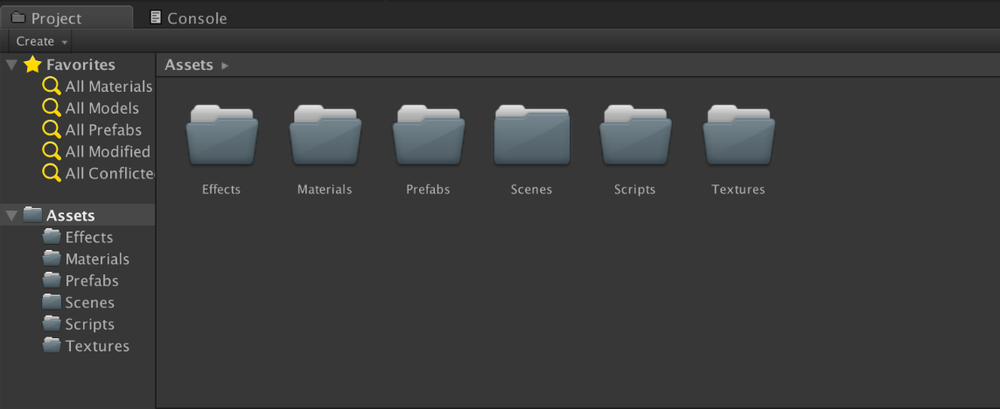 Project
Console
Create
Favorites
All Materials
All Models
All Prefabs
All Modified
All Conflicte
Assets
Effects
Materials
Prefabs
Scenes
Scripts
Textures
Assets
Effects
Materials
Prefabs
Scenes
Scripts
Textures